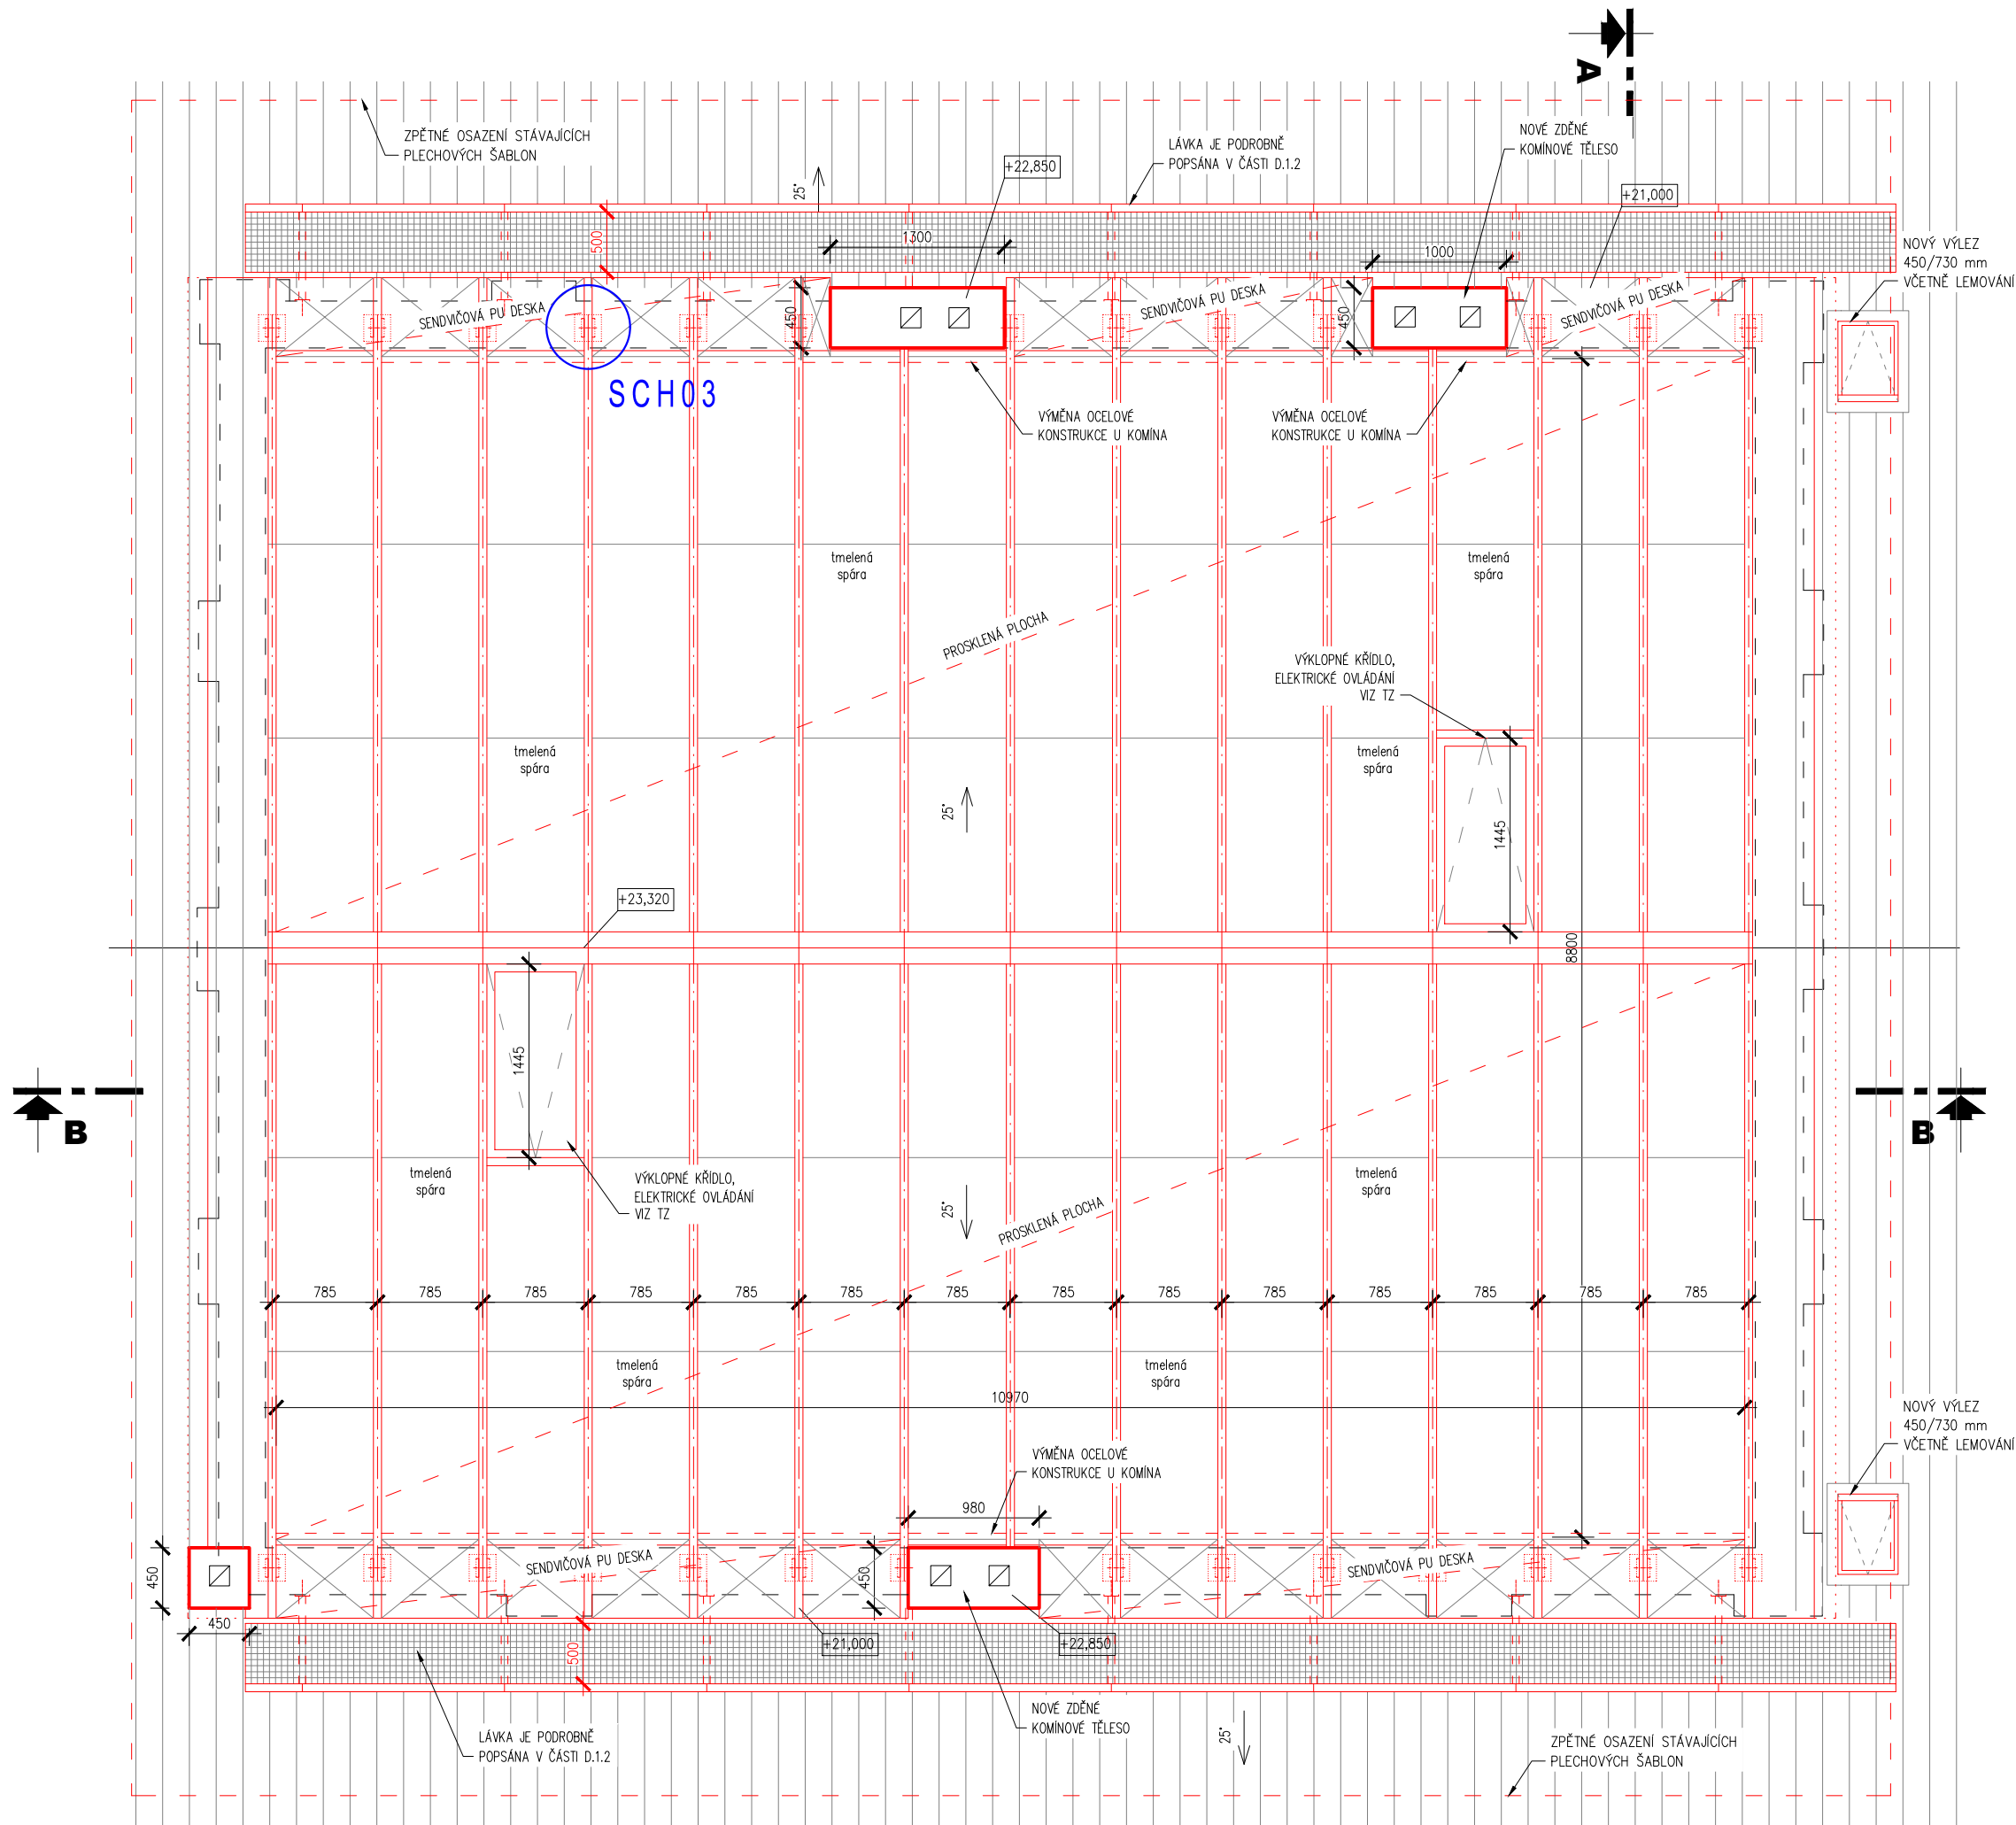 A
ZPĚTNÉ OSAZENÍ STÁVAJÍCÍCH
PLECHOVÝCH ŠABLON
LÁVKA JE PODROBNĚ
POPSÁNA V ČÁSTI D.1.2
NOVÉ ZDĚNÉ
KOMÍNOVÉ TĚLESO
+22,850
+21,000
25°
500
1300
1000
NOVÝ VÝLEZ
450/730 mm
VČETNĚ LEMOVÁNÍ
SENDVIČOVÁ PU DESKA
450
SENDVIČOVÁ PU DESKA
450
SENDVIČOVÁ PU DESKA
SCH03
VÝMĚNA OCELOVÉ
KONSTRUKCE U KOMÍNA
VÝMĚNA OCELOVÉ
KONSTRUKCE U KOMÍNA
tmelená
spára
tmelená
spára
PROSKLENÁ PLOCHA
VÝKLOPNÉ KŘÍDLO,
ELEKTRICKÉ OVLÁDÁNÍ
VIZ TZ
tmelená
spára
tmelená
spára
25°
1445
+23,320
8800
1445
B
B
tmelená
spára
VÝKLOPNÉ KŘÍDLO,
ELEKTRICKÉ OVLÁDÁNÍ
VIZ TZ
tmelená
spára
25°
PROSKLENÁ PLOCHA
785 785 785 785 785 785 785 785 785 785 785 785 785 785
tmelená
spára
tmelená
spára
10970
NOVÝ VÝLEZ
450/730 mm
VČETNĚ LEMOVÁNÍ
VÝMĚNA OCELOVÉ
KONSTRUKCE U KOMÍNA
980
450
SENDVIČOVÁ PU DESKA
450
SENDVIČOVÁ PU DESKA
450
500
+21,000
+22,850
NOVÉ ZDĚNÉ
KOMÍNOVÉ TĚLESO
LÁVKA JE PODROBNĚ
POPSÁNA V ČÁSTI D.1.2
25°
ZPĚTNÉ OSAZENÍ STÁVAJÍCÍCH
PLECHOVÝCH ŠABLON